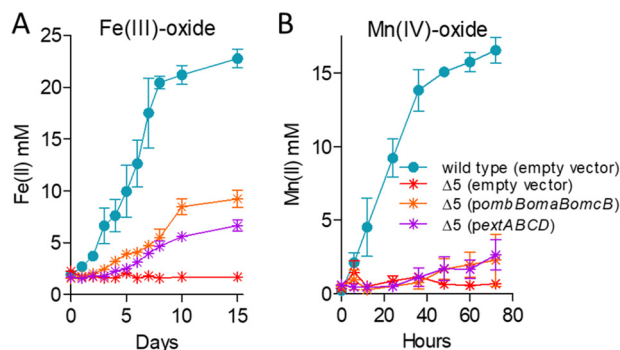 A
Fe(III)-oxide
Fe(II) mM
25
20
15
10
5
0
0
5
10
15
Days
B
Mn(IV)-oxide
Mn(II) mM
15
10
5
0
0
20
40
60
80
Hours
wild type (empty vector)
Δ5 (empty vector)
Δ5 (pombBomaBomcB)
Δ5 (pextABCD)